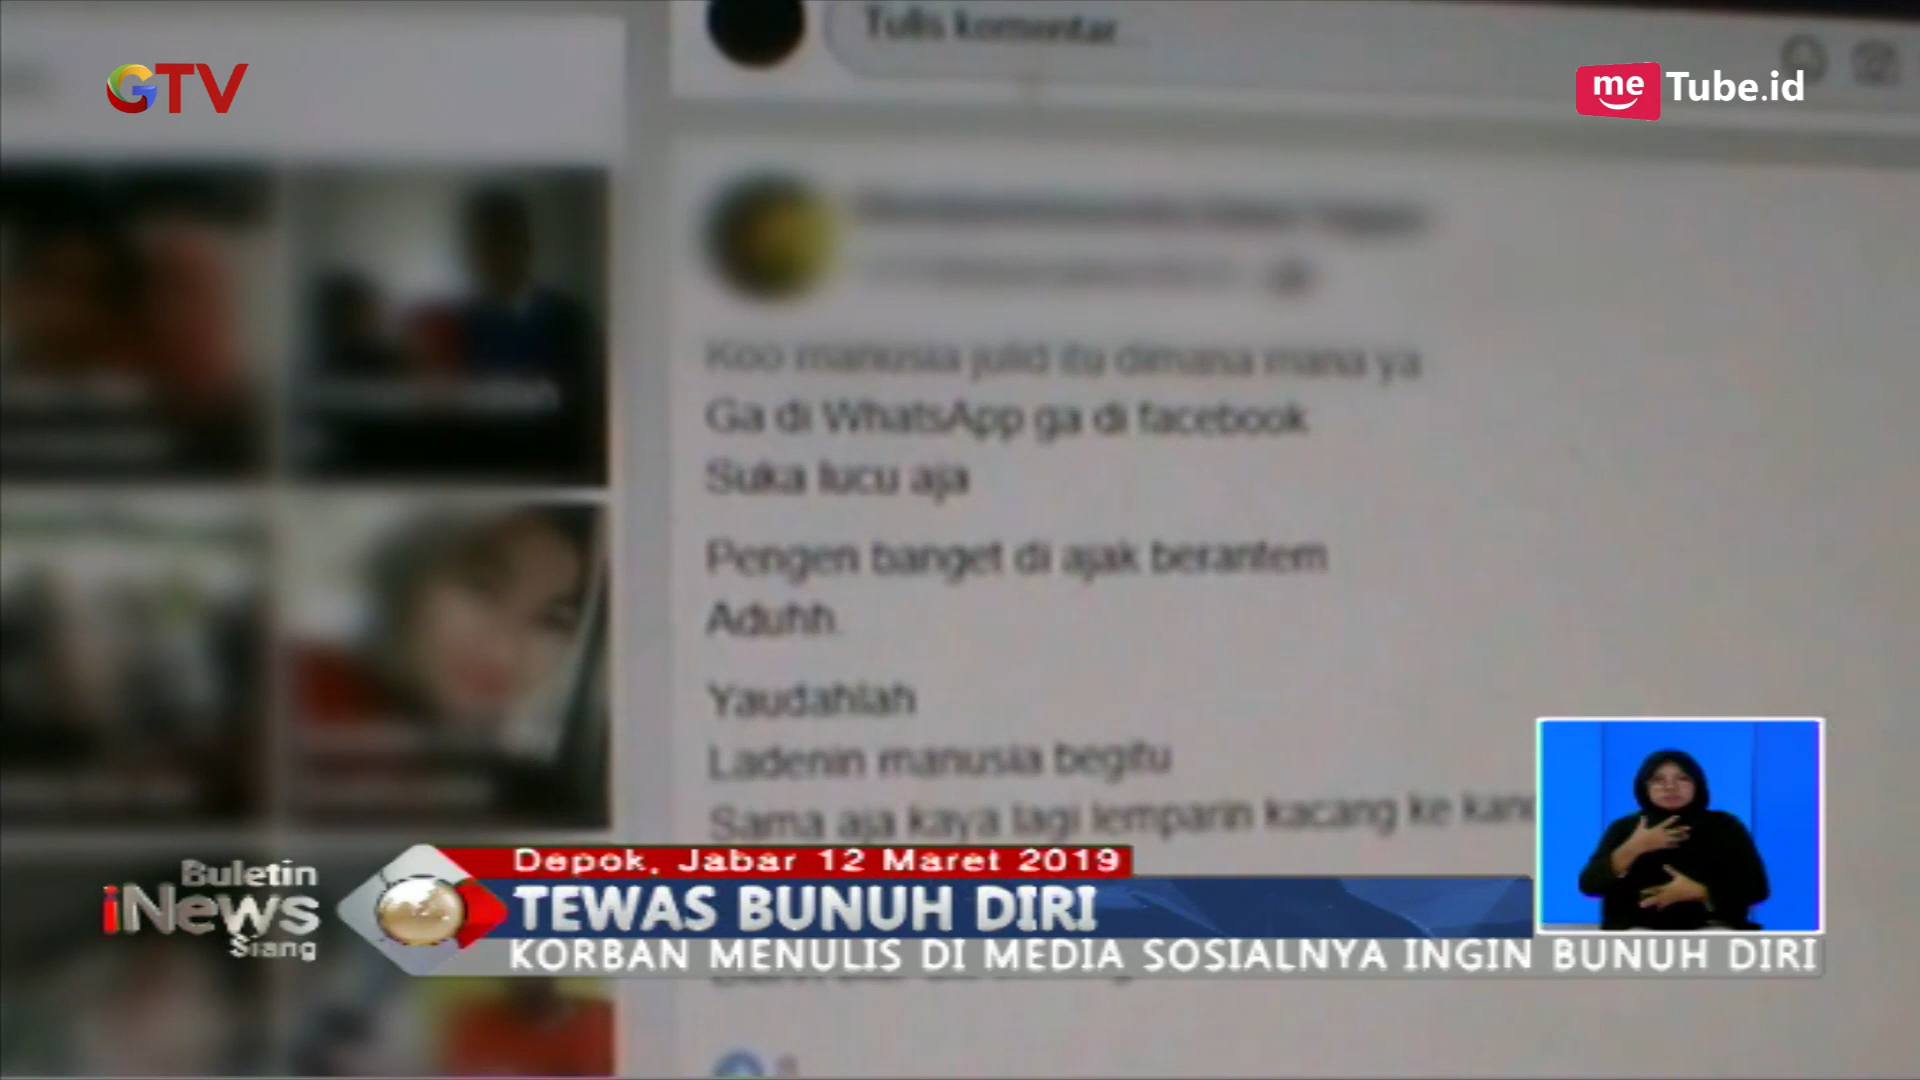 Tulis komentar
GTV
me Tube.id
Koo manusia julid itu dimana mana ya
Ga di WhatsApp ga di facebook
Suka lucu aja
Pengen banget di ajak berantem
Aduhh.
Yaudahlah
Ladenin manusia begitu
Sama aja kaya lagi lemparin kacang ke
Buletin
iNews
Siang
Depok, Jabar 12 Maret 2019
TEWAS BUNUH DIRI
KORBAN MENULIS DI MEDIA SOSIALNYA INGIN BUNUH DIRI